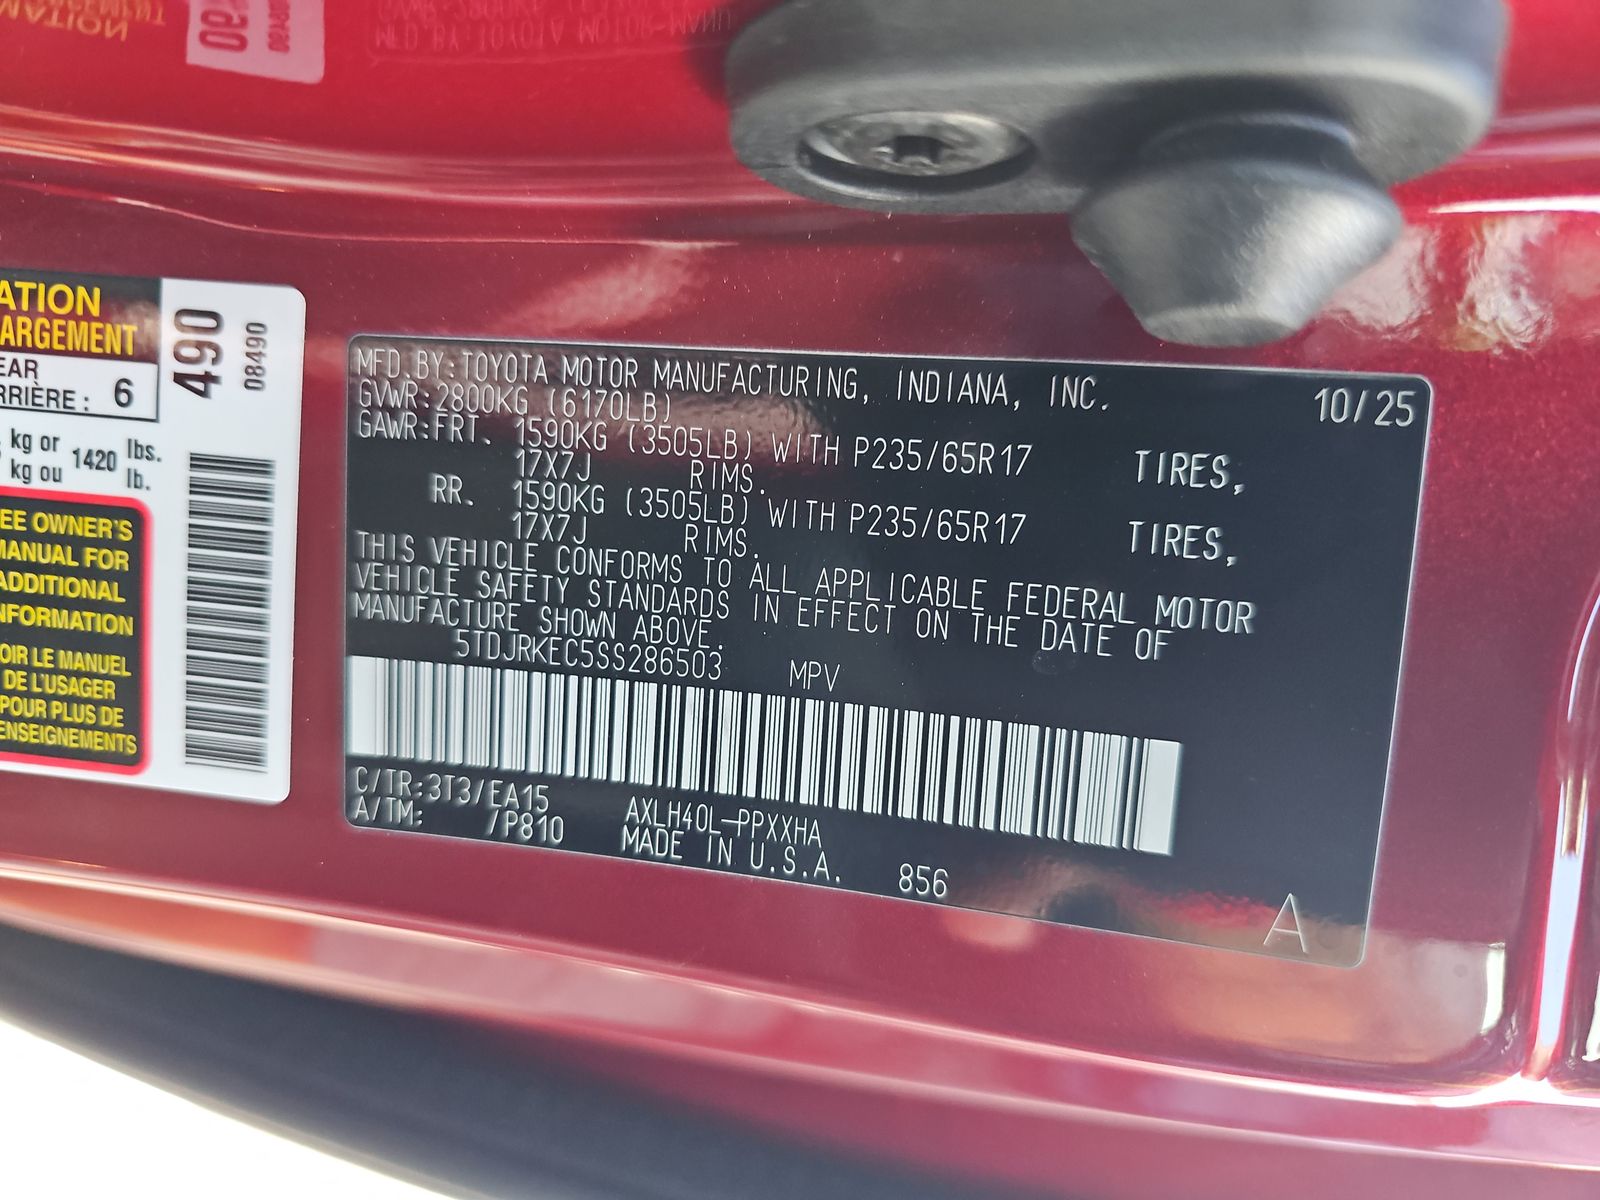 ATION
ARGEMENT
EAR
RRIÈRE : 6
kg or 1420 lbs.
kg ou lb.
EE OWNER'S
MANUAL FOR
ADDITIONAL
NFORMATION
OIR LE MANUEL
DE L'USAGER
POUR PLUS DE
ENSEIGNEMENTS
490
08490
MFD.BY:TOYOTA MOTOR MANUFACTURING, INDIANA, INC. 10/25
GVWR:2800KG (6170LB)
GAWR:FRT. 1590KG (3505LB) WITH P235/65R17 TIRES,
17X7J RIMS.
RR. 1590KG (3505LB) WITH P235/65R17 TIRES,
17X7J RIMS.
THIS VEHICLE CONFORMS TO ALL APPLICABLE FEDERAL MOTOR
VEHICLE SAFETY STANDARDS IN EFFECT ON THE DATE OF
MANUFACTURE SHOWN ABOVE.
5TDJRKEC5SS286503 MPV
C/TR:3T3/EA15 AXLH40L-PPXXHA
A/TM: /P810 MADE IN U.S.A. 856
A